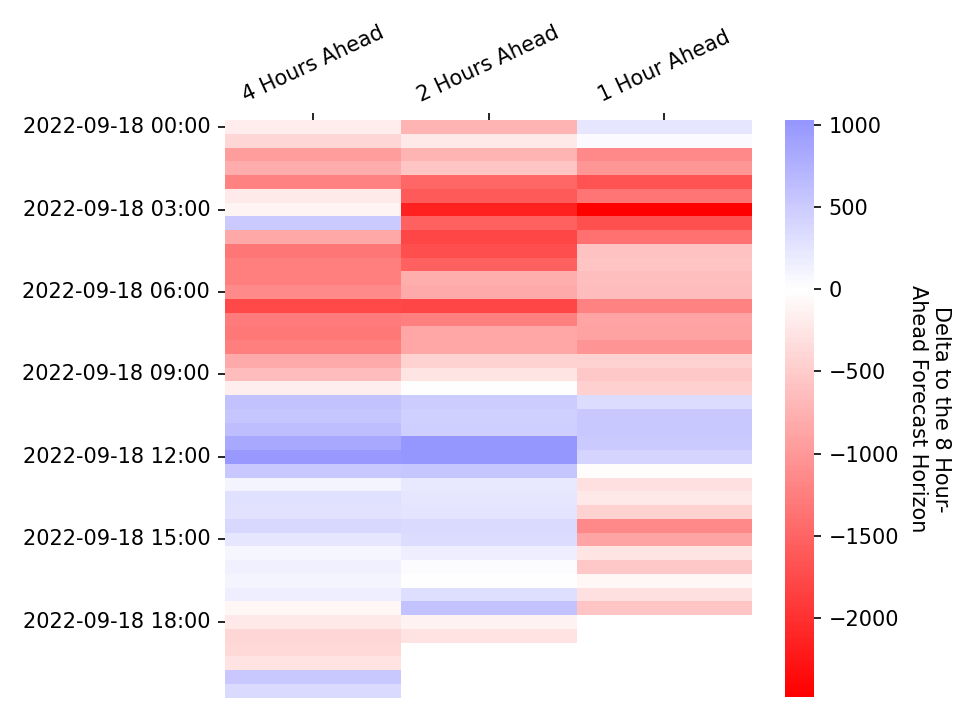 4 Hours Ahead
2 Hours Ahead
1 Hour Ahead
2022-09-18 00:00
2022-09-18 03:00
2022-09-18 06:00
2022-09-18 09:00
2022-09-18 12:00
2022-09-18 15:00
2022-09-18 18:00
1000
500
0
−500
−1000
−1500
−2000
Delta to the 8 Hour-
Ahead Forecast Horizon